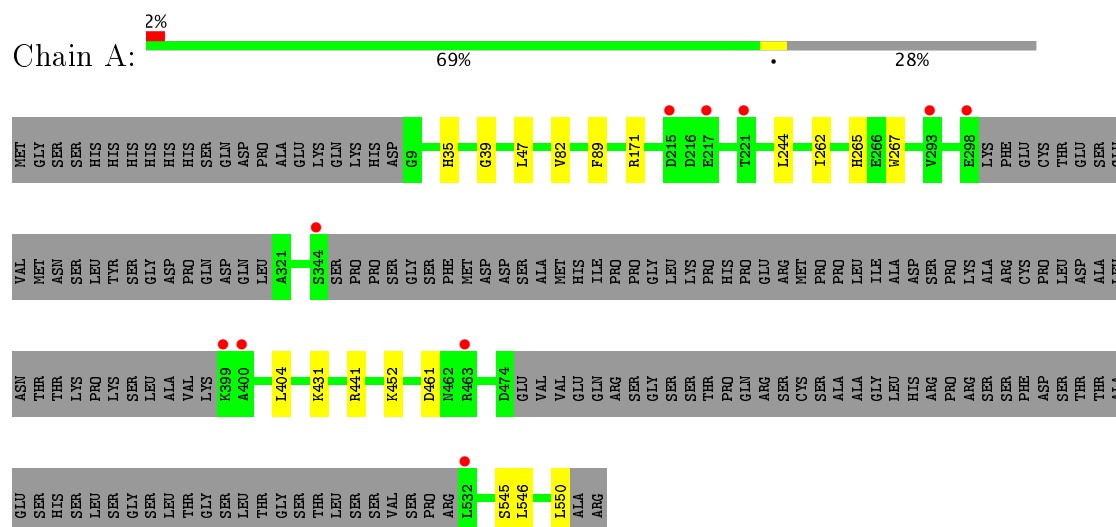 2%
Chain A:
69% • 28%
MET GLY SER SER HIS HIS HIS HIS HIS HIS SER GLN ASP PRO ALA GLU LYS GLN LYS HIS ASP G9 H35 G39 L47 V82 F89 R171 D215 D216 E217 T221 L244 I262 H265 E266 W267 V293 E298 LYS PHE GLU CYS THR GLU SER
VAL MET ASN SER LEU TYR SER GLY ASP PRO GLN ASP GLN LEU A321 S344 SER PRO PRO SER GLY SER PHE MET ASP ASP SER ALA MET HIS ILE PRO PRO GLY LEU LYS PRO HIS PRO GLU ARG MET PRO PRO LEU ILE ALA ASP SER PRO LYS ALA ARG CYS PRO LEU ASP ALA
ASN THR THR LYS PRO LYS SER LEU ALA VAL LYS K399 A400 L404 K431 R441 K452 D461 N462 R463 D474 GLU VAL VAL GLU GLN ARG SER GLY SER SER THR PRO GLN ARG SER CYS SER ALA ALA GLY LEU HIS ARG PRO ARG SER SER PHE ASP SER THR THR
GLU SER HIS SER LEU SER GLY SER LEU THR GLY SER LEU THR GLY SER THR LEU SER SER VAL SER PRO ARG L532 S545 L546 L550 ALA ARG